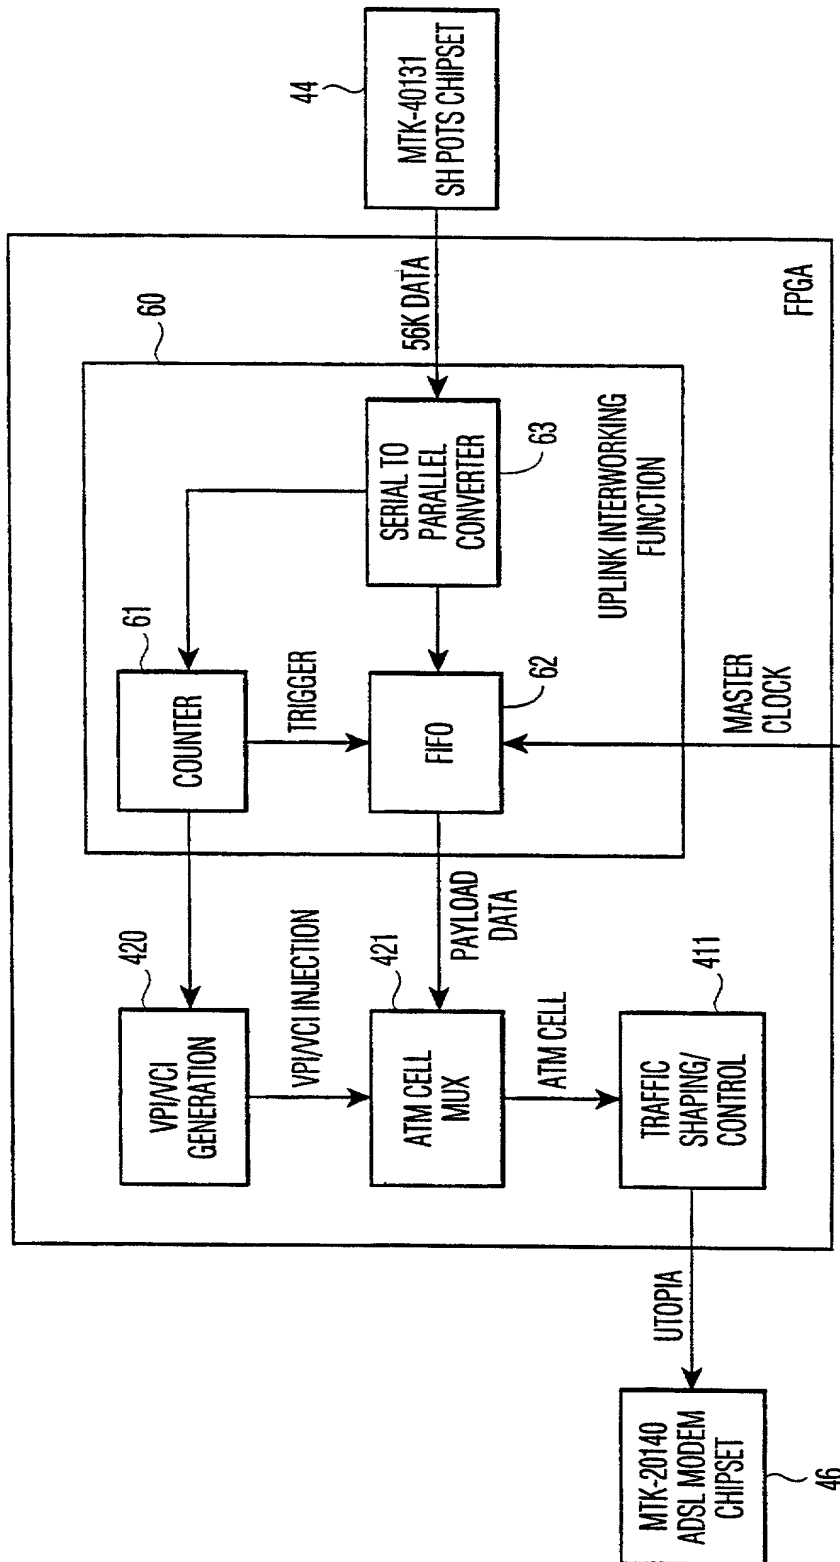 MTK-40131
SH POTS CHIPSET
44
56K DATA
FPGA
60
SERIAL TO
PARALLEL
CONVERTER
63
UPLINK INTERWORKING
FUNCTION
61
COUNTER
TRIGGER
FIFO
62
MASTER
CLOCK
420
VPI/VCI
GENERATION
VPI/VCI INJECTION
421
ATM CELL
MUX
PAYLOAD
DATA
ATM CELL
411
TRAFFIC
SHAPING/
CONTROL
UTOPIA
MTK-20140
ADSL MODEM
CHIPSET
46